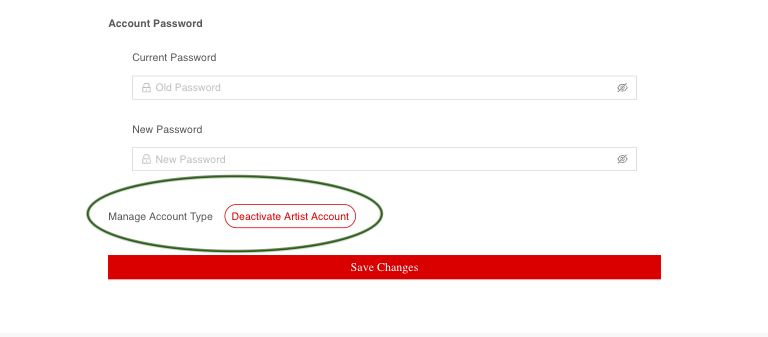 Account Password
Current Password
Old Password
New Password
New Password
Manage Account Type Deactivate Artist Account
Save Changes